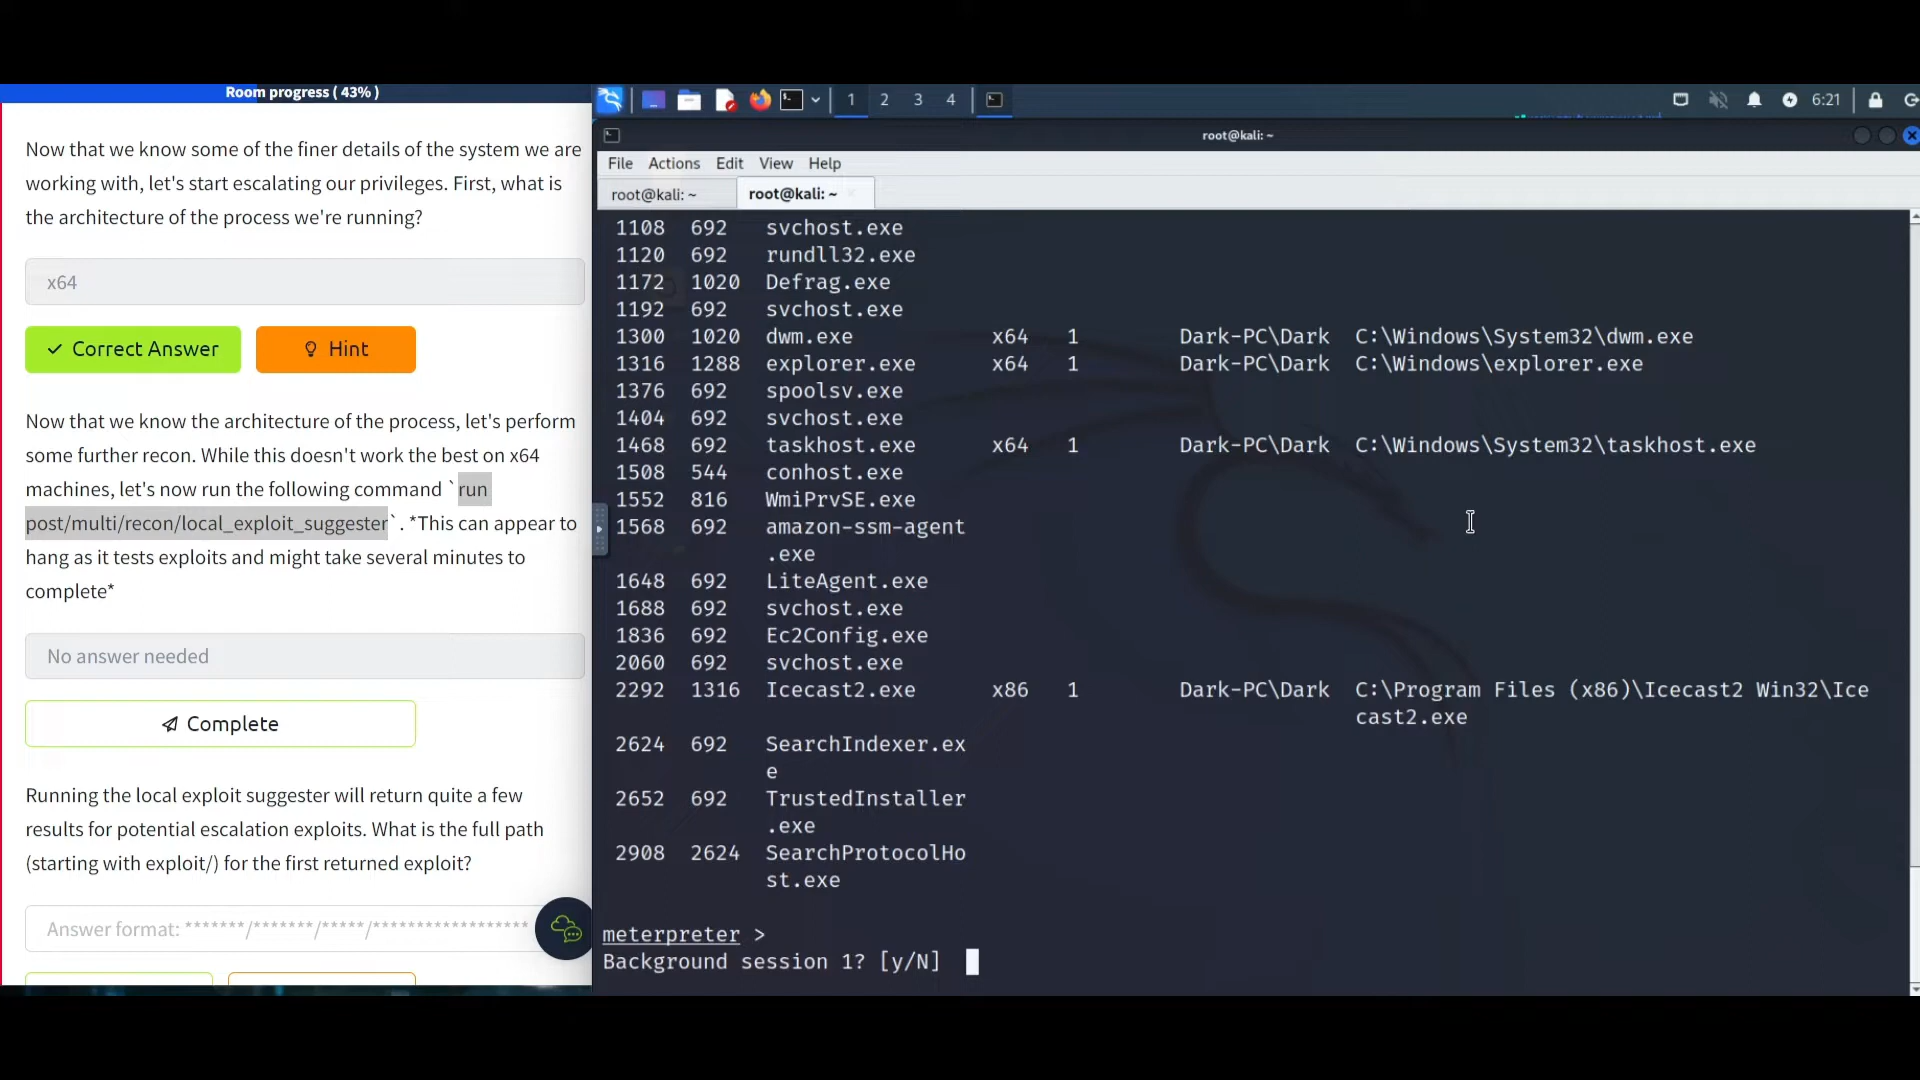 Room progress ( 43% )
Now that we know some of the finer details of the system we are
working with, let's start escalating our privileges. First, what is
the architecture of the process we're running?
x64
Correct Answer
Hint
Now that we know the architecture of the process, let's perform
some further recon. While this doesn't work the best on x64
machines, let's now run the following command `run
post/multi/recon/local_exploit_suggester`. *This can appear to
hang as it tests exploits and might take several minutes to
complete*
No answer needed
Complete
Running the local exploit suggester will return quite a few
results for potential escalation exploits. What is the full path
(starting with exploit/) for the first returned exploit?
Answer format: *******/*******/*****/******************
1 2 3 4
6:21
root@kali: ~
File Actions Edit View Help
root@kali: ~
root@kali: ~
1108 692 svchost.exe
1120 692 rundll32.exe
1172 1020 Defrag.exe
1192 692 svchost.exe
1300 1020 dwm.exe x64 1 Dark-PC\Dark C:\Windows\System32\dwm.exe
1316 1288 explorer.exe x64 1 Dark-PC\Dark C:\Windows\explorer.exe
1376 692 spoolsv.exe
1404 692 svchost.exe
1468 692 taskhost.exe x64 1 Dark-PC\Dark C:\Windows\System32\taskhost.exe
1508 544 conhost.exe
1552 816 WmiPrvSE.exe
1568 692 amazon-ssm-agent
.exe
1648 692 LiteAgent.exe
1688 692 svchost.exe
1836 692 Ec2Config.exe
2060 692 svchost.exe
2292 1316 Icecast2.exe x86 1 Dark-PC\Dark C:\Program Files (x86)\Icecast2 Win32\Ice
cast2.exe
2624 692 SearchIndexer.ex
e
2652 692 TrustedInstaller
.exe
2908 2624 SearchProtocolHo
st.exe
meterpreter >
Background session 1? [y/N]